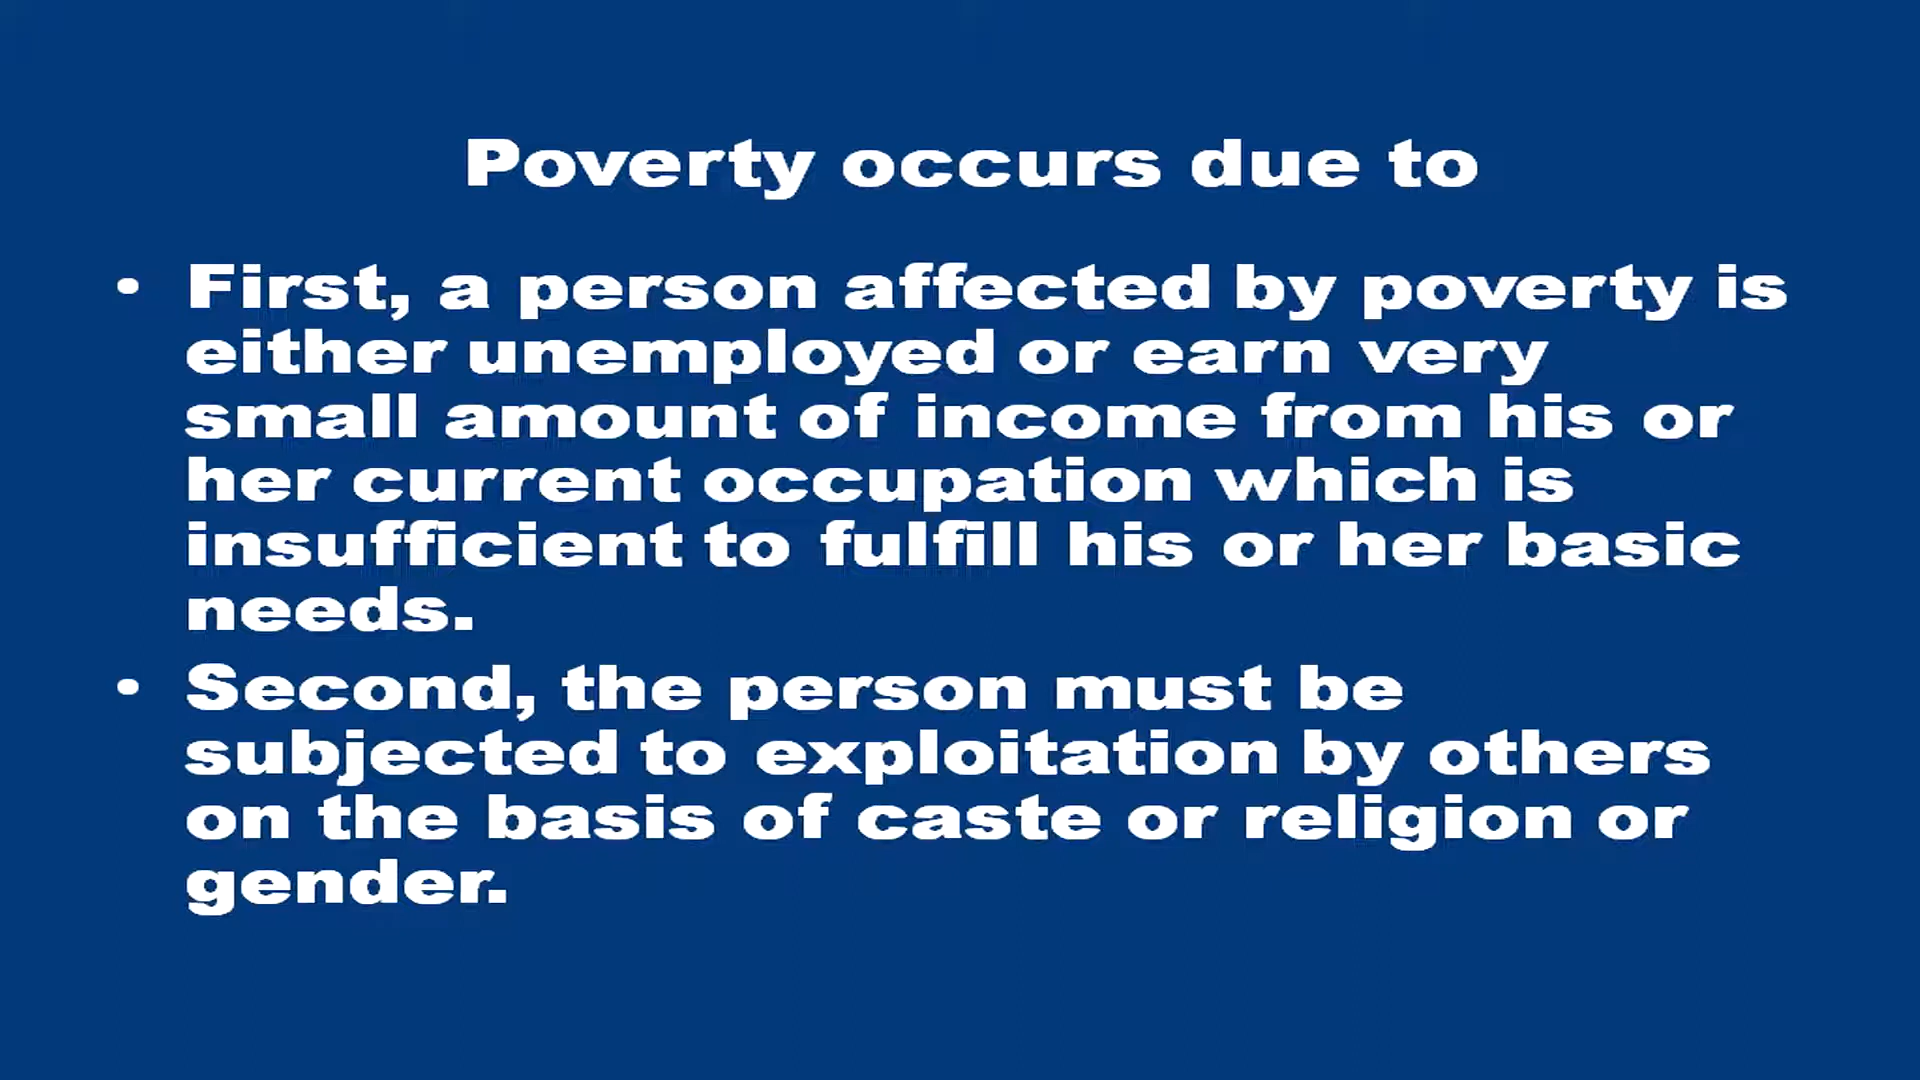 Poverty occurs due to
• First, a person affected by poverty is
either unemployed or earn very
small amount of income from his or
her current occupation which is
insufficient to fulfill his or her basic
needs.
• Second, the person must be
subjected to exploitation by others
on the basis of caste or religion or
gender.